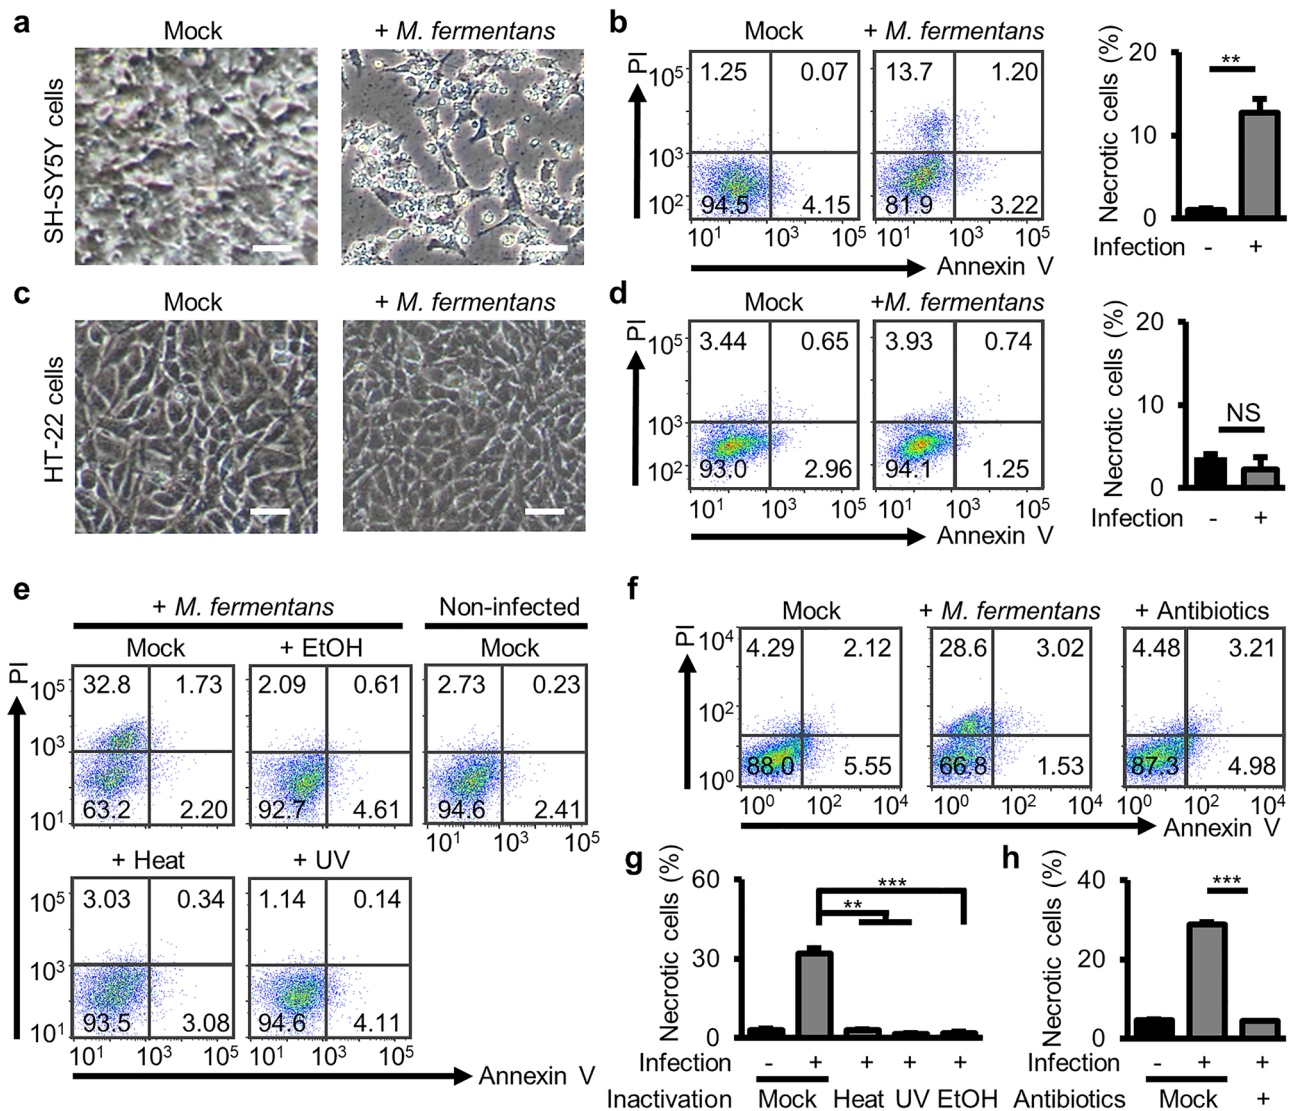 a
Mock
+ M. fermentans
SH-SY5Y cells
b
Mock
+ M. fermentans
PI
10⁵
10³
10²
1.25
0.07
94.5
4.15
13.7
1.20
81.9
3.22
10¹ 10³ 10⁵
10¹ 10³ 10⁵
Annexin V
Necrotic cells (%)
20
10
0
**
Infection - +
c
Mock
+ M. fermentans
HT-22 cells
d
Mock
+M. fermentans
PI
10⁵
10³
10²
3.44
0.65
93.0
2.96
3.93
0.74
94.1
1.25
10¹ 10³ 10⁵
10¹ 10³ 10⁵
Annexin V
Necrotic cells (%)
20
10
0
NS
Infection - +
e
+ M. fermentans
Non-infected
Mock
+ EtOH
Mock
PI
10⁵
10³
10¹
32.8
1.73
63.2
2.20
2.09
0.61
92.7
4.61
2.73
0.23
94.6
2.41
10¹ 10³ 10⁵
+ Heat
+ UV
10⁵
10³
10¹
3.03
0.34
93.5
3.08
1.14
0.14
94.6
4.11
10¹ 10³ 10⁵
10¹ 10³ 10⁵
Annexin V
f
Mock
+ M. fermentans
+ Antibiotics
PI
10⁴
10²
10⁰
4.29
2.12
88.0
5.55
28.6
3.02
66.8
1.53
4.48
3.21
87.3
4.98
10⁰ 10² 10⁴
10⁰ 10² 10⁴
10⁰ 10² 10⁴
Annexin V
g
Necrotic cells (%)
60
30
0
***
**
Infection - + + + +
Inactivation Mock Heat UV EtOH
h
Necrotic cells (%)
40
20
0
***
Infection - + +
Antibiotics Mock +